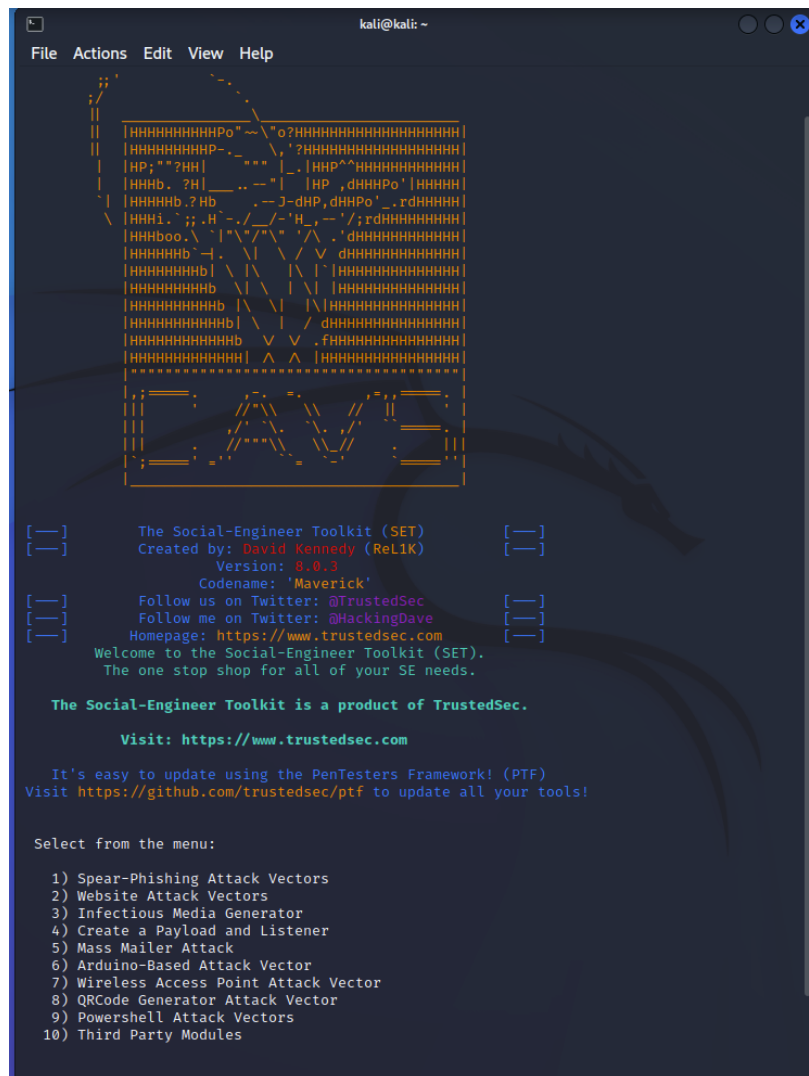 kali@kali: ~
File Actions Edit View Help
[---] The Social-Engineer Toolkit (SET) [---]
[---] Created by: David Kennedy (ReL1K) [---]
Version: 8.0.3
Codename: 'Maverick'
[---] Follow us on Twitter: @TrustedSec [---]
[---] Follow me on Twitter: @HackingDave [---]
[---] Homepage: https://www.trustedsec.com [---]
Welcome to the Social-Engineer Toolkit (SET).
The one stop shop for all of your SE needs.
The Social-Engineer Toolkit is a product of TrustedSec.
Visit: https://www.trustedsec.com
It's easy to update using the PenTesters Framework! (PTF)
Visit https://github.com/trustedsec/ptf to update all your tools!
Select from the menu:
1) Spear-Phishing Attack Vectors
2) Website Attack Vectors
3) Infectious Media Generator
4) Create a Payload and Listener
5) Mass Mailer Attack
6) Arduino-Based Attack Vector
7) Wireless Access Point Attack Vector
8) QRCode Generator Attack Vector
9) Powershell Attack Vectors
10) Third Party Modules